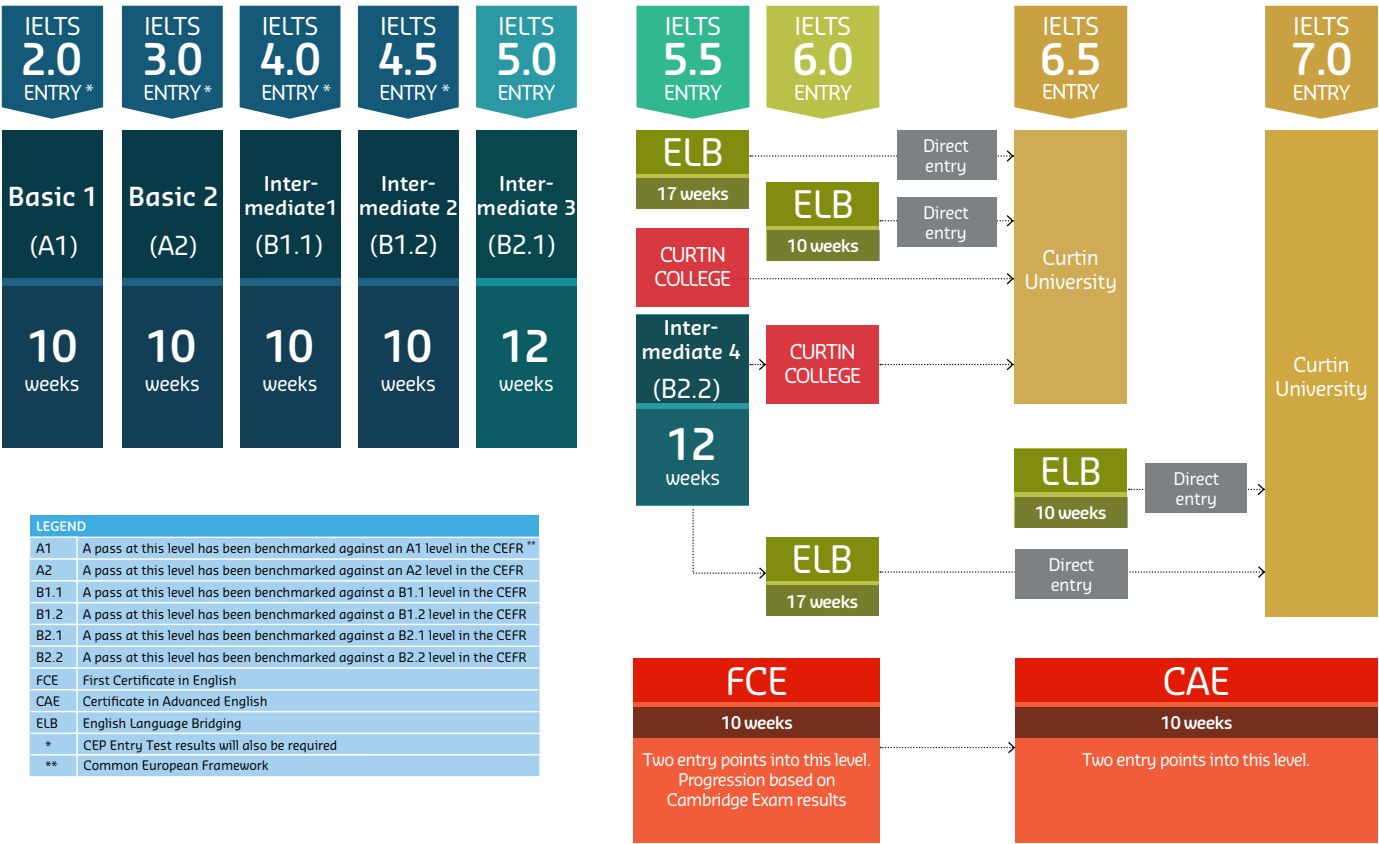 IELTS
2.0
ENTRY *
IELTS
3.0
ENTRY *
IELTS
4.0
ENTRY *
IELTS
4.5
ENTRY *
IELTS
5.0
ENTRY
IELTS
5.5
ENTRY
IELTS
6.0
ENTRY
IELTS
6.5
ENTRY
IELTS
7.0
ENTRY
Basic 1
(A1)
10
weeks
Basic 2
(A2)
10
weeks
Inter-
mediate1
(B1.1)
10
weeks
Inter-
mediate 2
(B1.2)
10
weeks
Inter-
mediate 3
(B2.1)
12
weeks
ELB
17 weeks
Direct
entry
ELB
10 weeks
Direct
entry
CURTIN
COLLEGE
Curtin
University
Inter-
mediate 4
(B2.2)
12
weeks
CURTIN
COLLEGE
Curtin
University
ELB
10 weeks
Direct
entry
ELB
17 weeks
Direct
entry
LEGEND
A1 A pass at this level has been benchmarked against an A1 level in the CEFR **
A2 A pass at this level has been benchmarked against an A2 level in the CEFR
B1.1 A pass at this level has been benchmarked against a B1.1 level in the CEFR
B1.2 A pass at this level has been benchmarked against a B1.2 level in the CEFR
B2.1 A pass at this level has been benchmarked against a B2.1 level in the CEFR
B2.2 A pass at this level has been benchmarked against a B2.2 level in the CEFR
FCE First Certificate in English
CAE Certificate in Advanced English
ELB English Language Bridging
* CEP Entry Test results will also be required
** Common European Framework
FCE
10 weeks
Two entry points into this level.
Progression based on
Cambridge Exam results
CAE
10 weeks
Two entry points into this level.